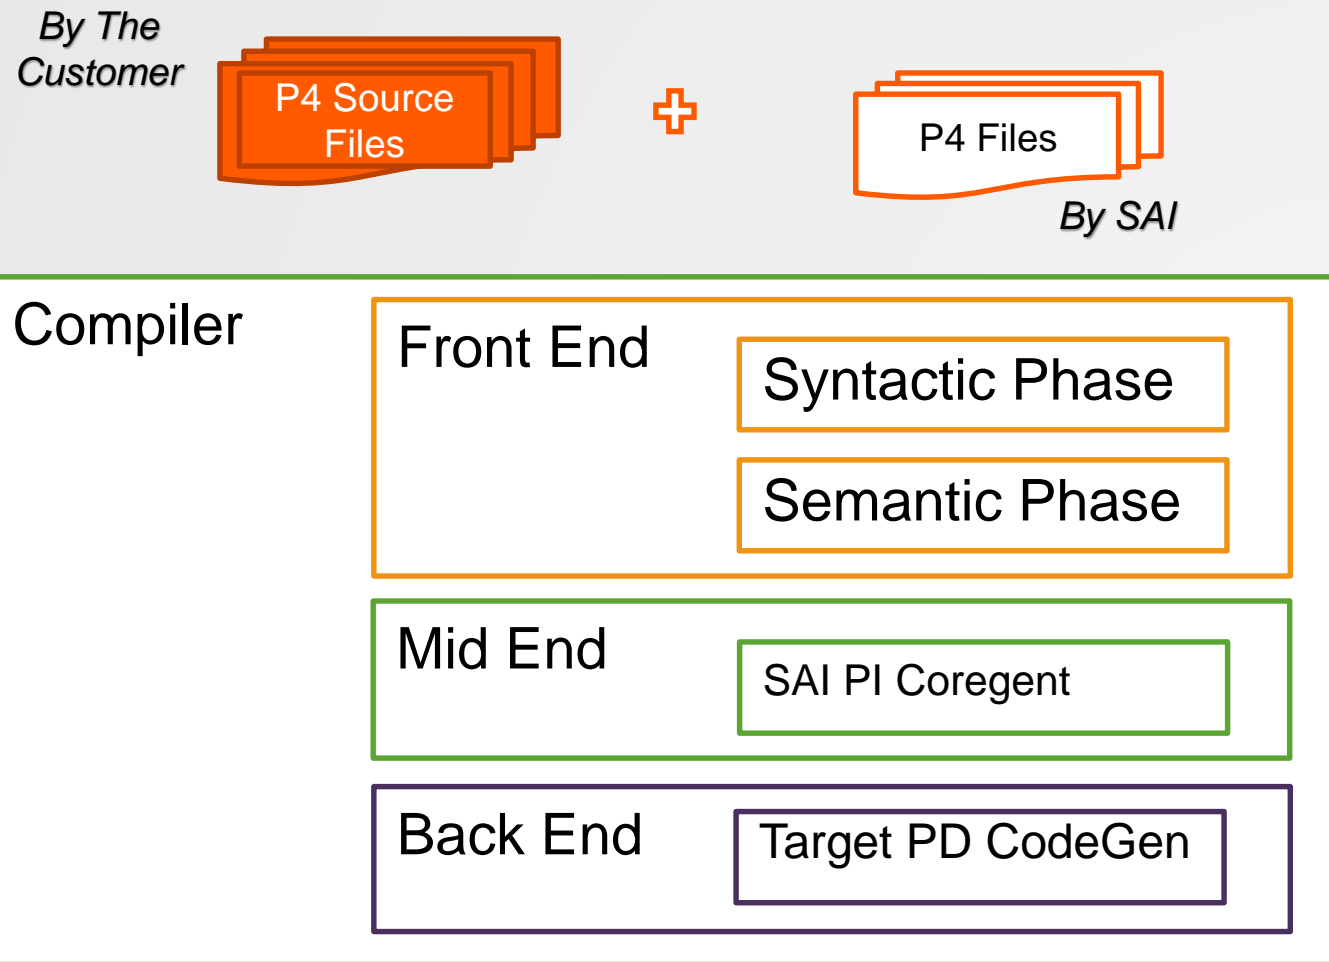 By The
Customer
P4 Source
Files
P4 Files
By SAI
Compiler
Front End
Syntactic Phase
Semantic Phase
Mid End
SAI PI Coregent
Back End
Target PD CodeGen